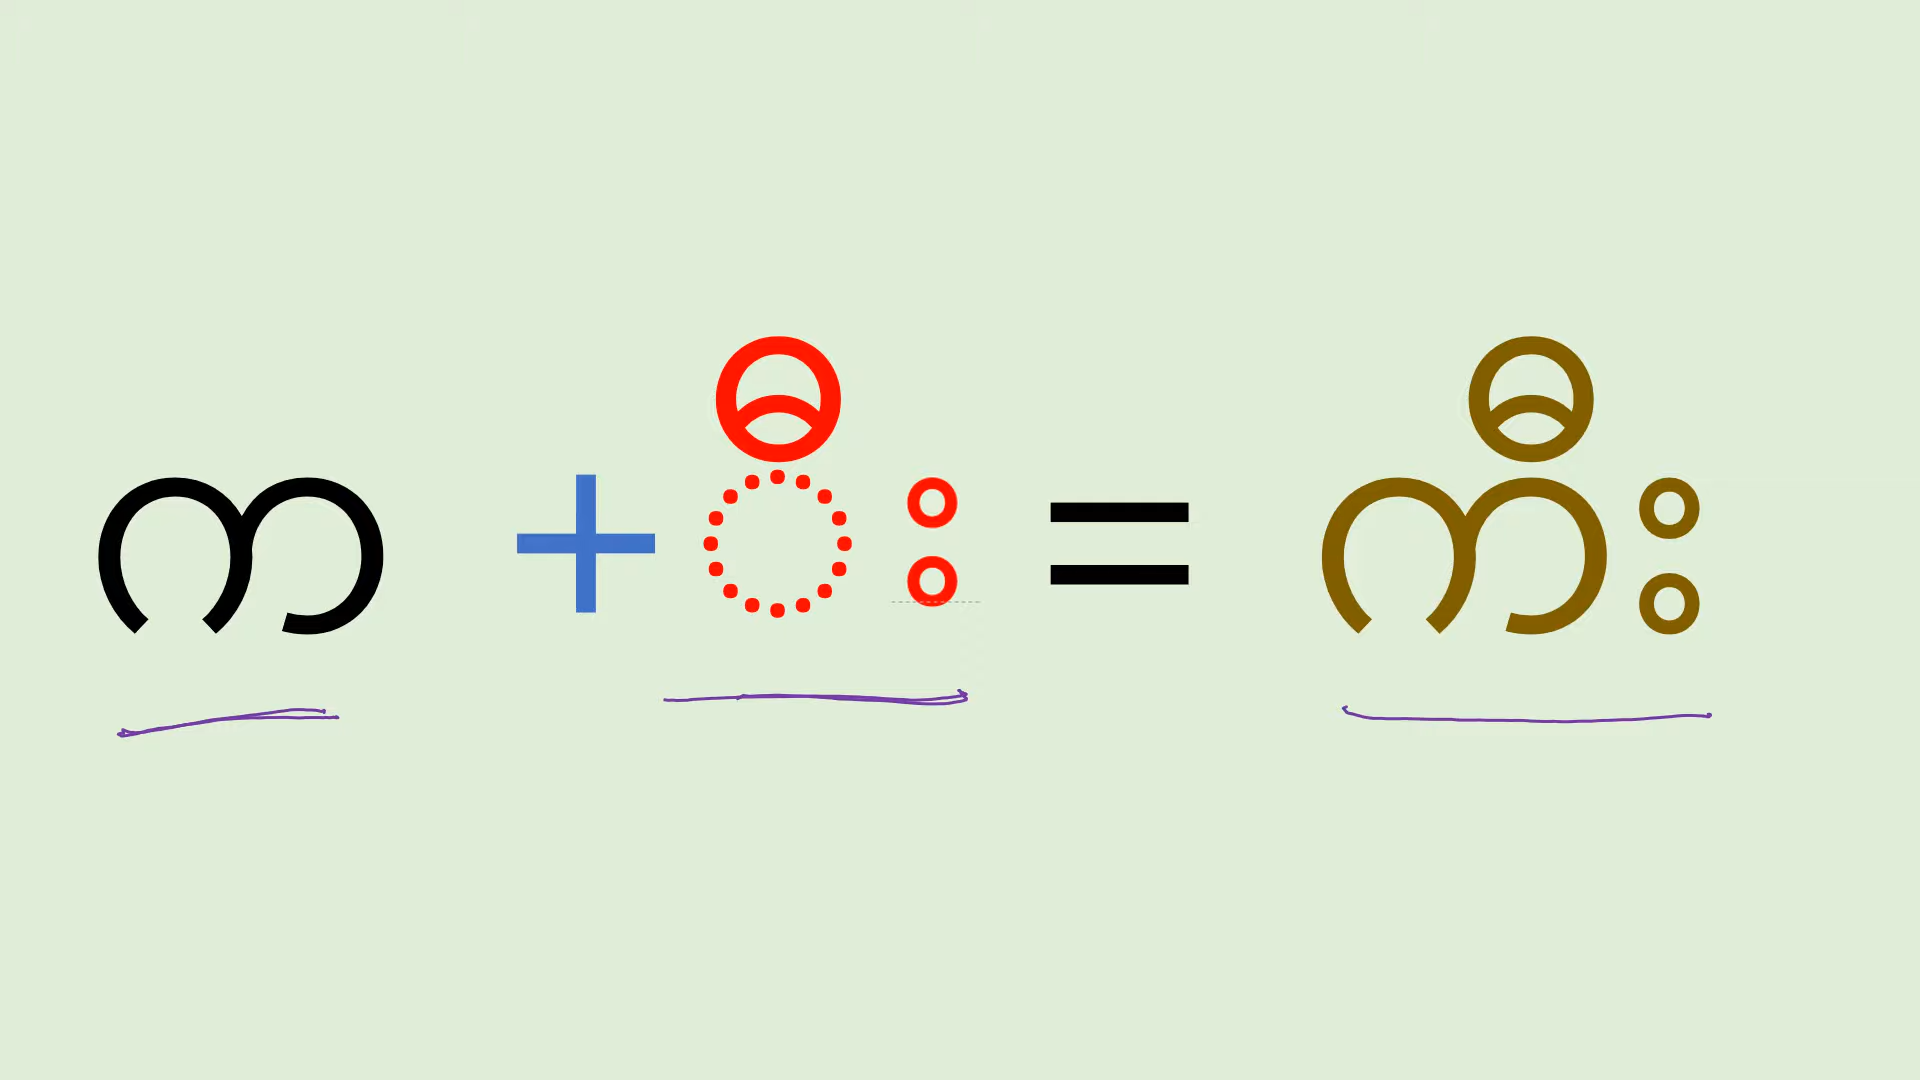 က + ◌ီး = ကီး